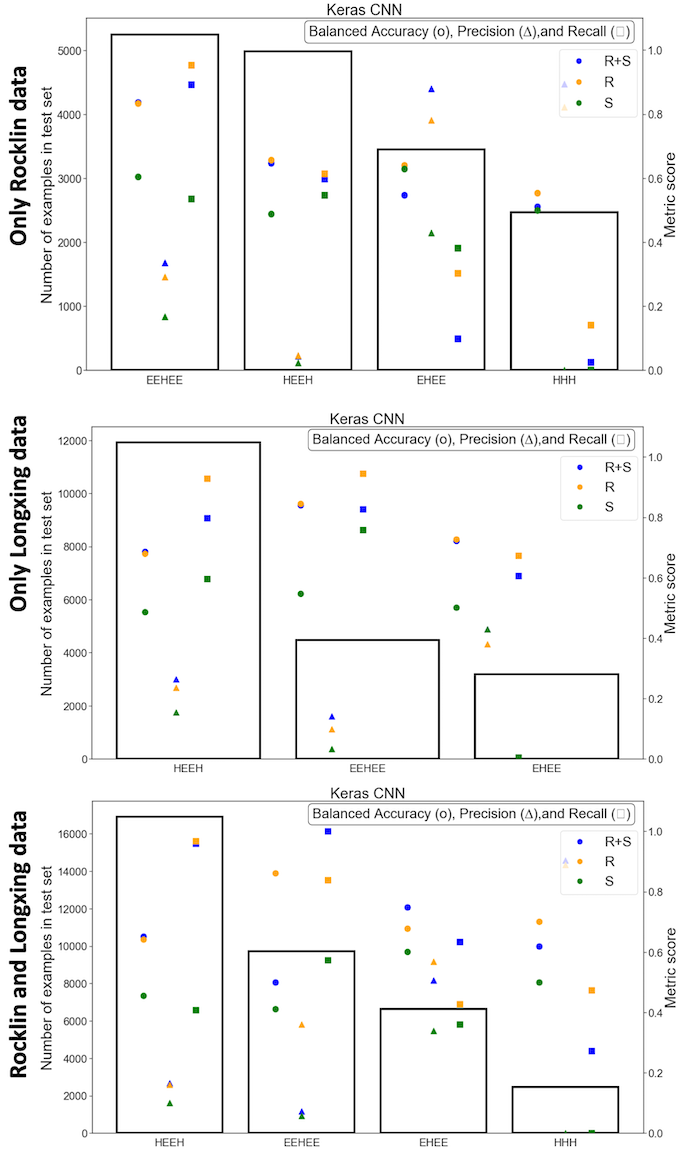 Only Rocklin data
Keras CNN
Balanced Accuracy (o), Precision (Δ),and Recall (□)
R+S
R
S
Number of examples in test set
5000
4000
3000
2000
1000
0
Metric score
1.0
0.8
0.6
0.4
0.2
0.0
EEHEE HEEH EHEE HHH
Only Longxing data
Keras CNN
Balanced Accuracy (o), Precision (Δ),and Recall (□)
R+S
R
S
Number of examples in test set
12000
10000
8000
6000
4000
2000
0
Metric score
1.0
0.8
0.6
0.4
0.2
0.0
HEEH EEHEE EHEE
Rocklin and Longxing data
Keras CNN
Balanced Accuracy (o), Precision (Δ),and Recall (□)
R+S
R
S
Number of examples in test set
16000
14000
12000
10000
8000
6000
4000
2000
0
Metric score
1.0
0.8
0.6
0.4
0.2
0.0
HEEH EEHEE EHEE HHH